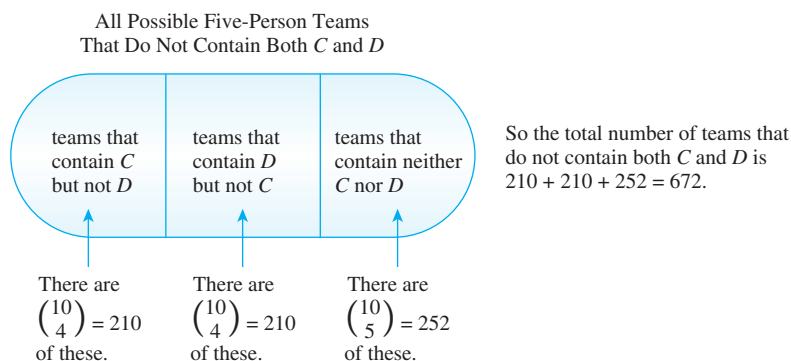 All Possible Five-Person Teams
That Do Not Contain Both C and D
teams that
contain C
but not D
teams that
contain D
but not C
teams that
contain neither
C nor D
So the total number of teams that
do not contain both C and D is
210 + 210 + 252 = 672.
There are
(10 4) = 210
of these.
There are
(10 4) = 210
of these.
There are
(10 5) = 252
of these.